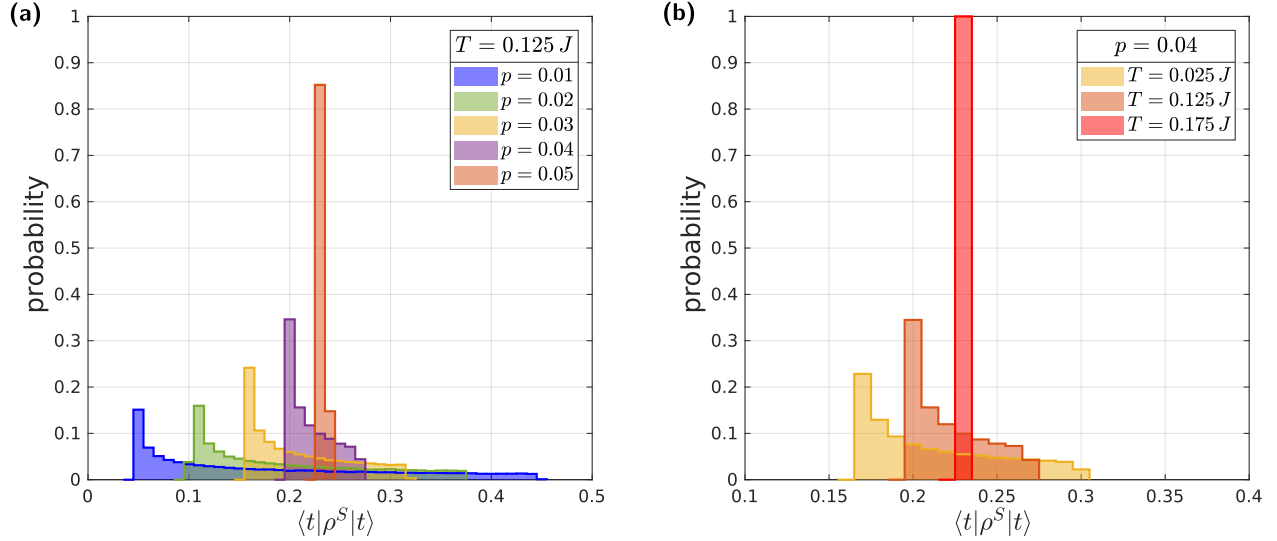 (a)
T = 0.125 J
p = 0.01
p = 0.02
p = 0.03
p = 0.04
p = 0.05
probability
1
0.9
0.8
0.7
0.6
0.5
0.4
0.3
0.2
0.1
0
0 0.1 0.2 0.3 0.4 0.5
⟨t|ρ^S|t⟩
(b)
p = 0.04
T = 0.025 J
T = 0.125 J
T = 0.175 J
probability
1
0.9
0.8
0.7
0.6
0.5
0.4
0.3
0.2
0.1
0
0.1 0.15 0.2 0.25 0.3 0.35 0.4
⟨t|ρ^S|t⟩